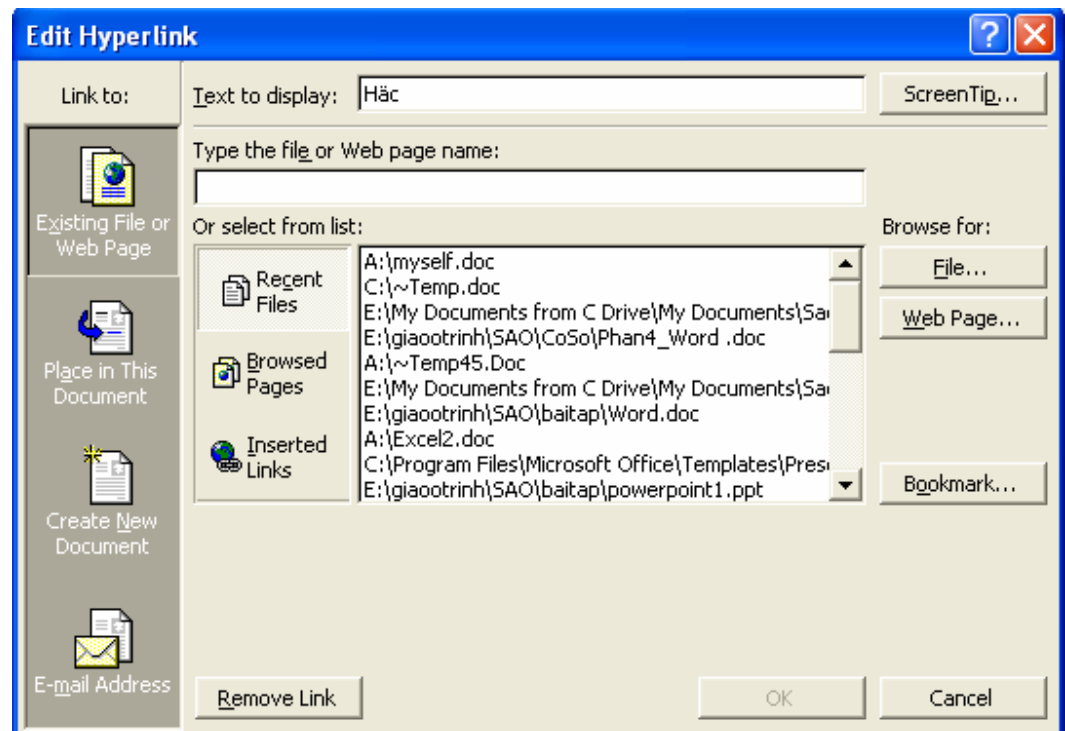 Edit Hyperlink
Link to:
Text to display:
Häc
ScreenTip...
Existing File or
Web Page
Type the file or Web page name:
Or select from list:
Browse for:
Recent
Files
Browsed
Pages
Inserted
Links
A:\myself.doc
C:\~Temp.doc
E:\My Documents from C Drive\My Documents\Sa
E:\giaootrinh\SAO\CoSo\Phan4_Word .doc
A:\~Temp45.Doc
E:\My Documents from C Drive\My Documents\Sa
E:\giaootrinh\SAO\baitap\Word.doc
A:\Excel2.doc
C:\Program Files\Microsoft Office\Templates\Pres
E:\giaootrinh\SAO\baitap\powerpoint1.ppt
File...
Web Page...
Bookmark...
Place in This
Document
Create New
Document
E-mail Address
Remove Link
OK
Cancel